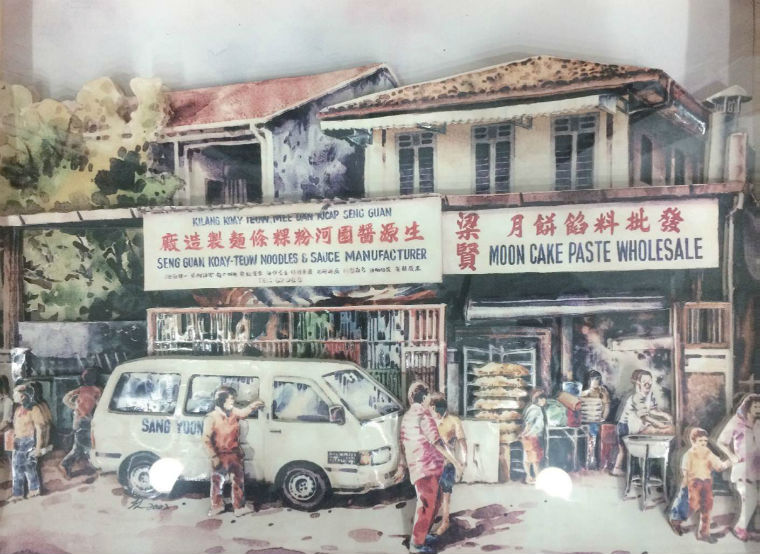 KILANG KOAY TEOW MEE DAN KICAP SENG GUAN
廠造製麵條粿粉河園醬源生
SENG GUAN KOAY-TEOW NOODLES & SAUCE MANUFACTURER
梁賢
月餅餡料批發
MOON CAKE PASTE WHOLESALE
SANG YOON
2002